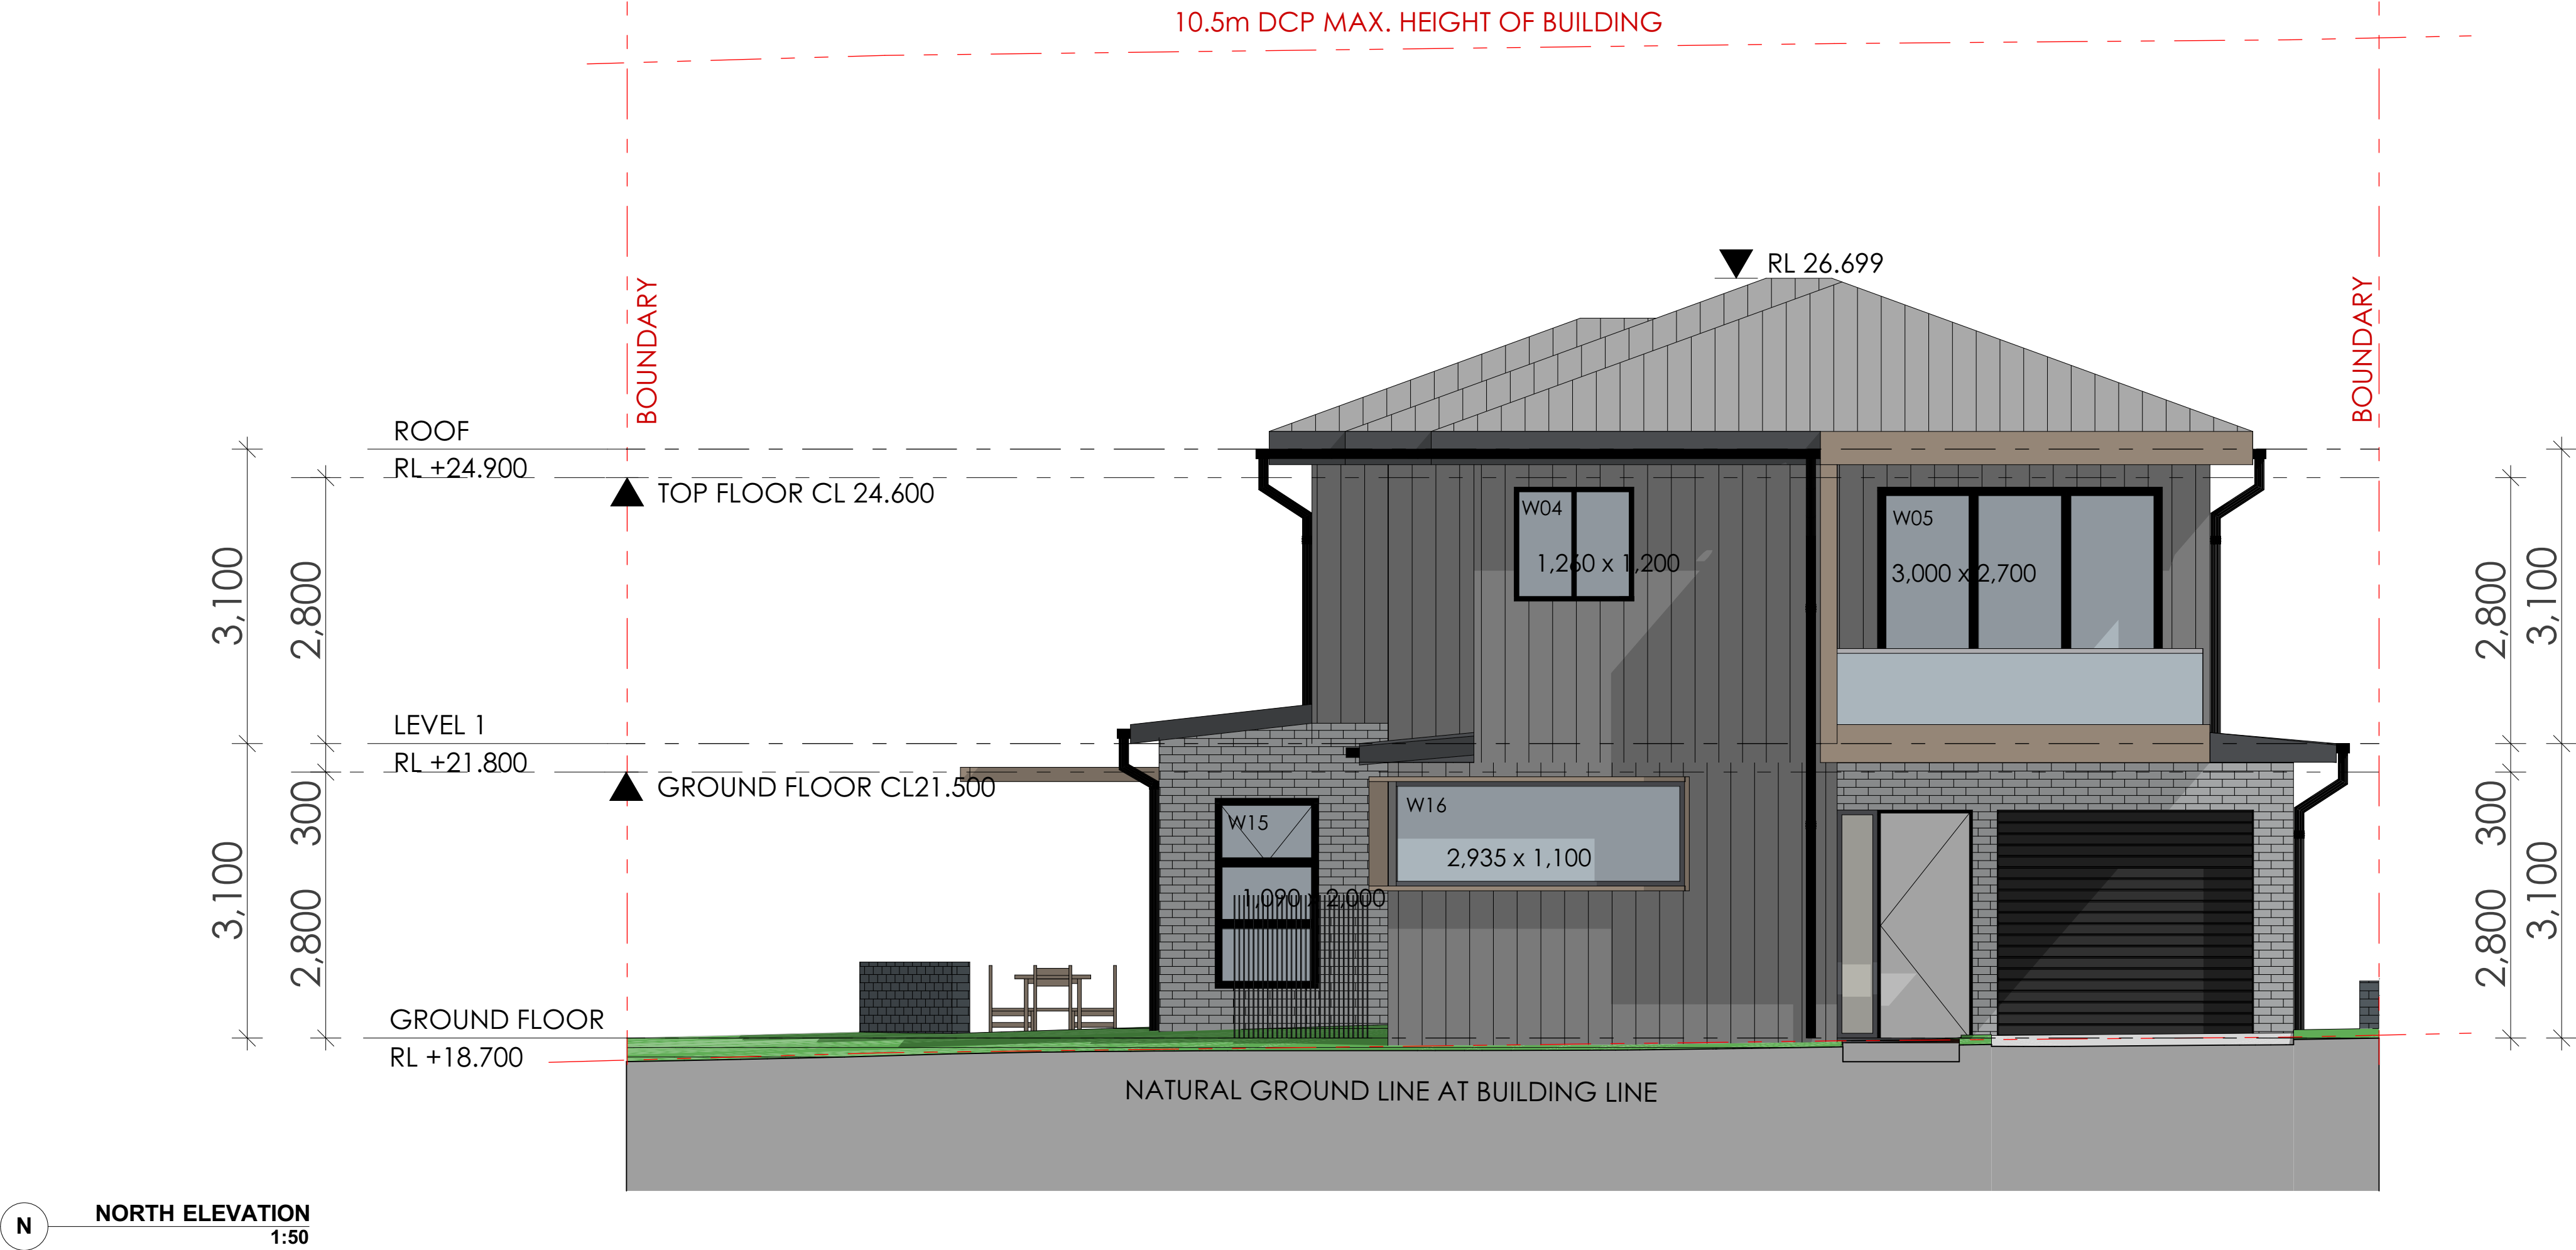 10.5m DCP MAX. HEIGHT OF BUILDING
RL 26.699
BOUNDARY
BOUNDARY
ROOF
RL +24.900
TOP FLOOR CL 24.600
W04
1,260 x 1,200
W05
3,000 x 2,700
3,100
2,800
2,800
3,100
LEVEL 1
RL +21.800
GROUND FLOOR CL21.500
W15
1,090 x 2,000
W16
2,935 x 1,100
3,100
300
2,800
300
2,800
3,100
GROUND FLOOR
RL +18.700
NATURAL GROUND LINE AT BUILDING LINE
N
NORTH ELEVATION
1:50